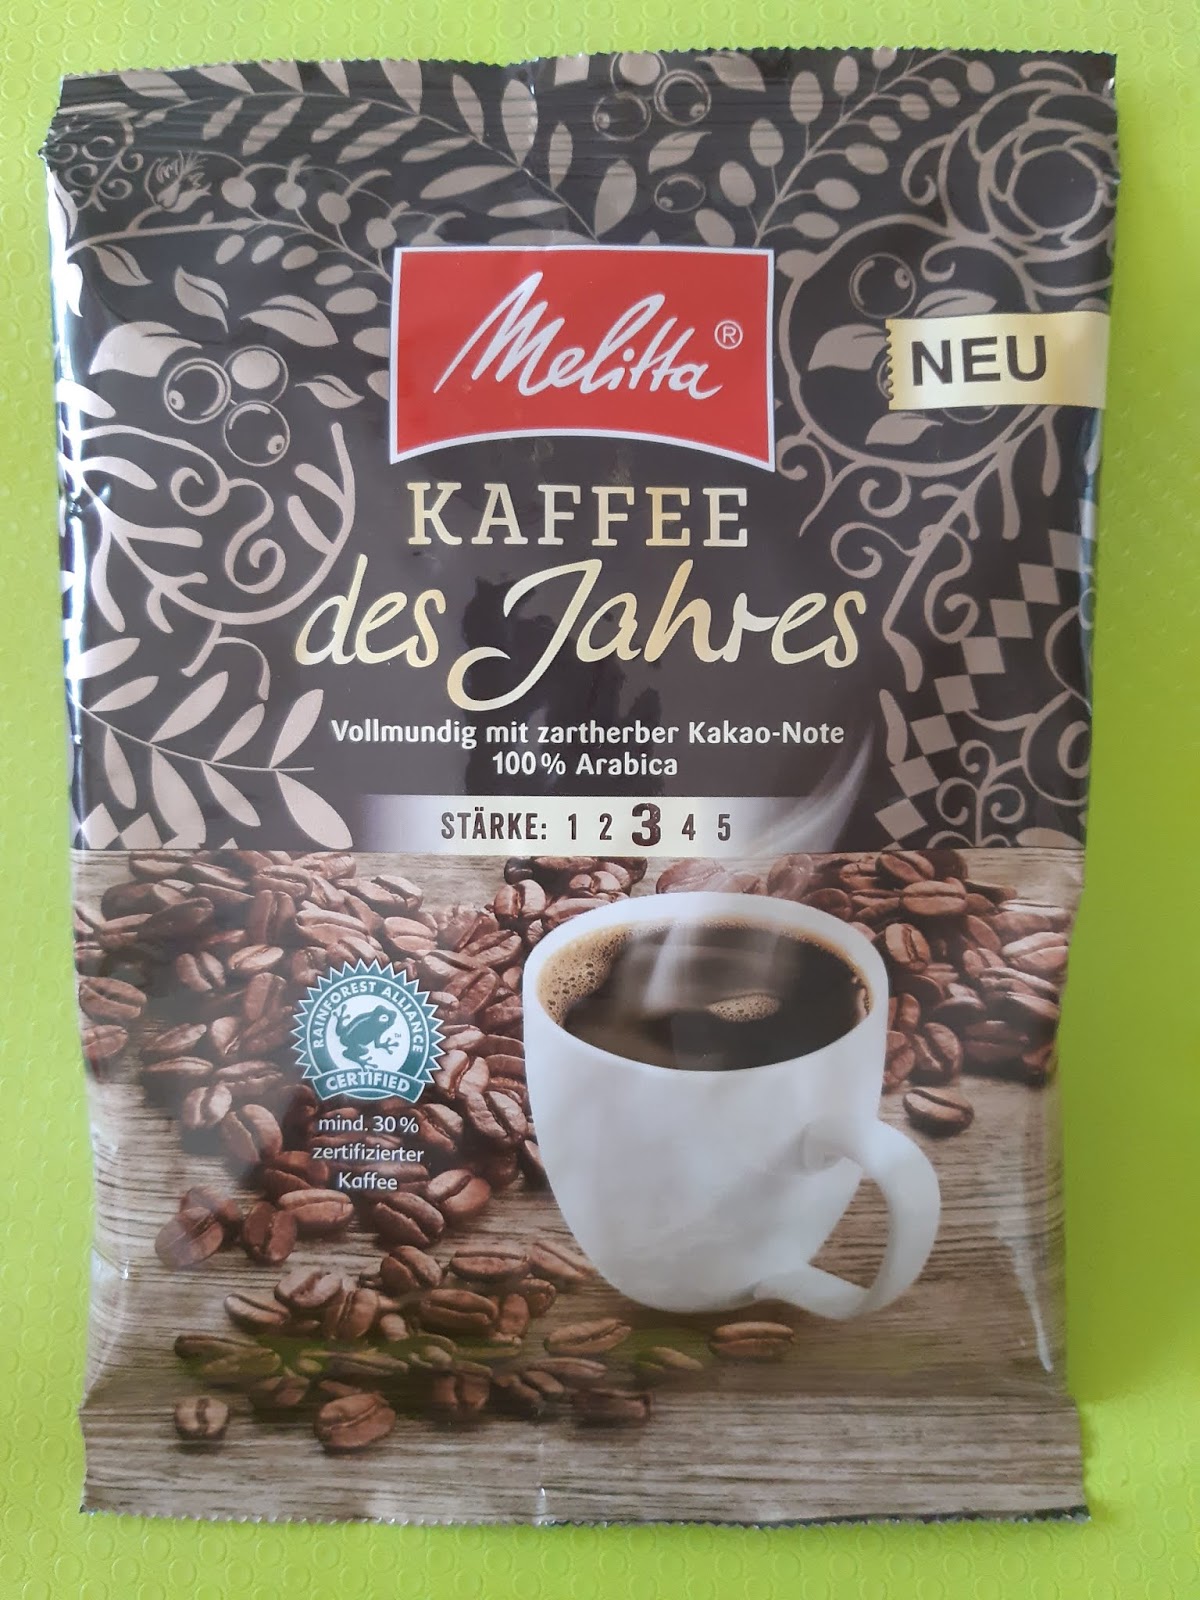 Melitta®
NEU
KAFFEE
des Jahres
Vollmundig mit zartherber Kakao-Note
100 % Arabica
STÄRKE: 1 2 3 4 5
RAINFOREST ALLIANCE
TM
CERTIFIED
mind. 30 %
zertifizierter
Kaffee